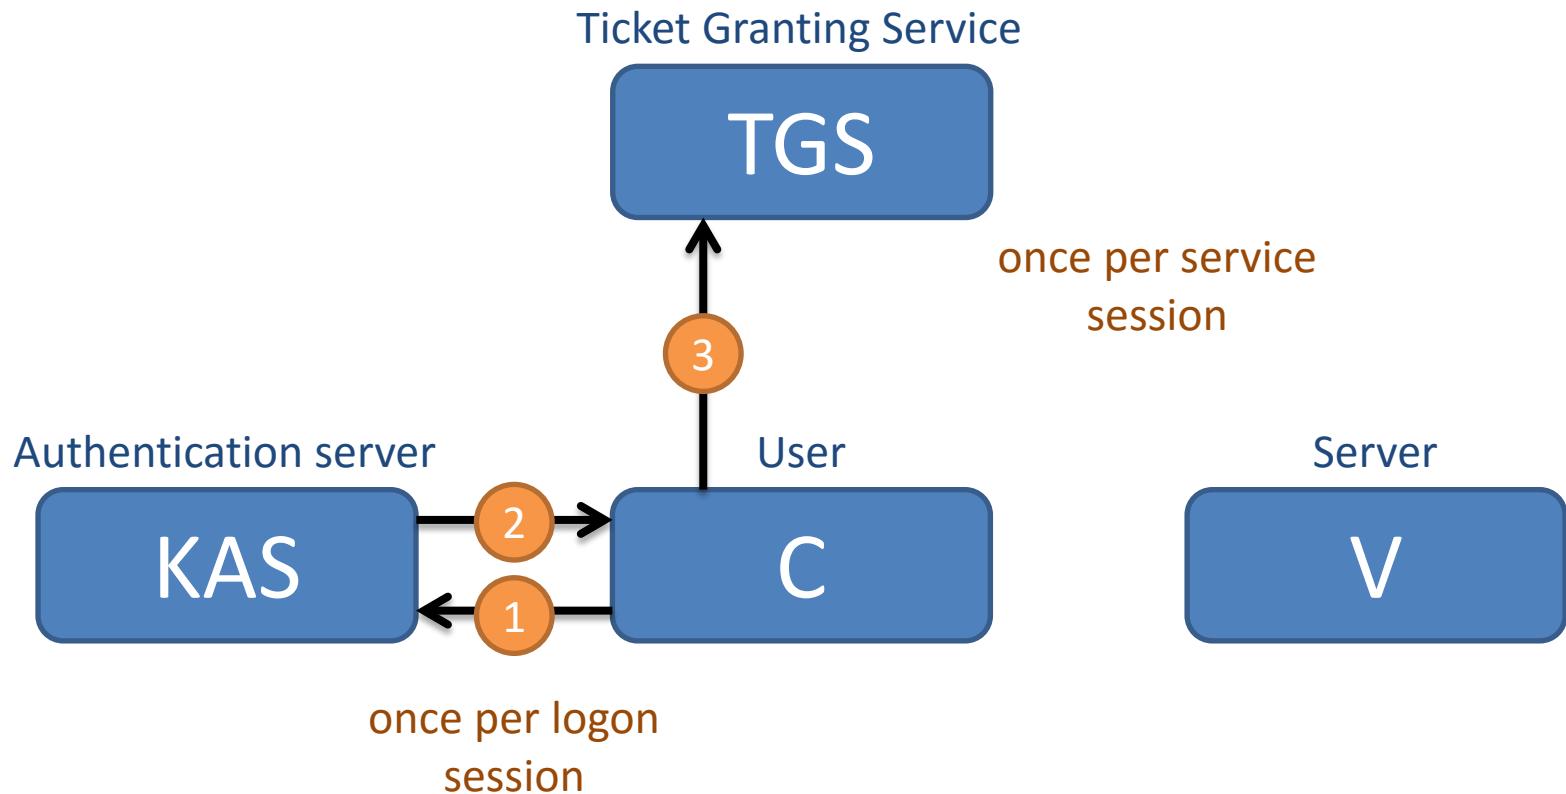 Ticket Granting Service
TGS
once per service
session
3
Authentication server
User
Server
KAS
2
1
C
V
once per logon
session